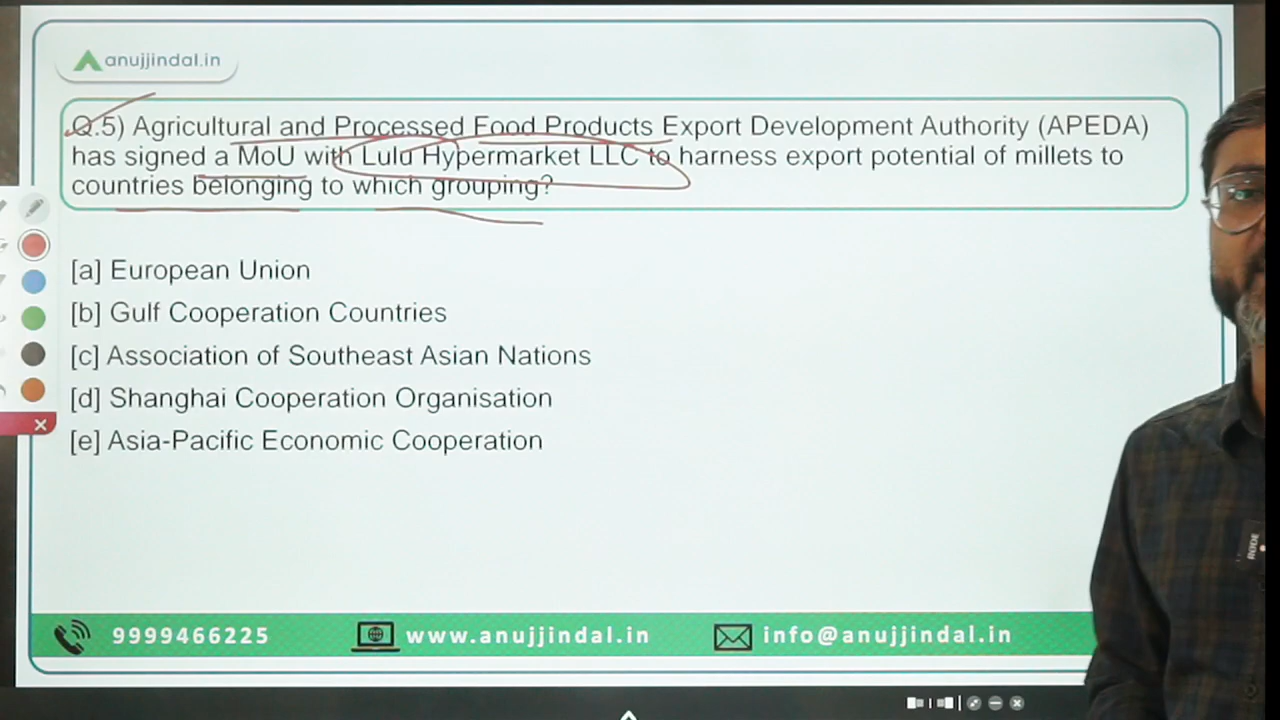 anujjindal.in
Q.5) Agricultural and Processed Food Products Export Development Authority (APEDA)
has signed a MoU with Lulu Hypermarket LLC to harness export potential of millets to
countries belonging to which grouping?
[a] European Union
[b] Gulf Cooperation Countries
[c] Association of Southeast Asian Nations
[d] Shanghai Cooperation Organisation
[e] Asia-Pacific Economic Cooperation
RODE
9999466225 www.anujjindal.in info@anujjindal.in